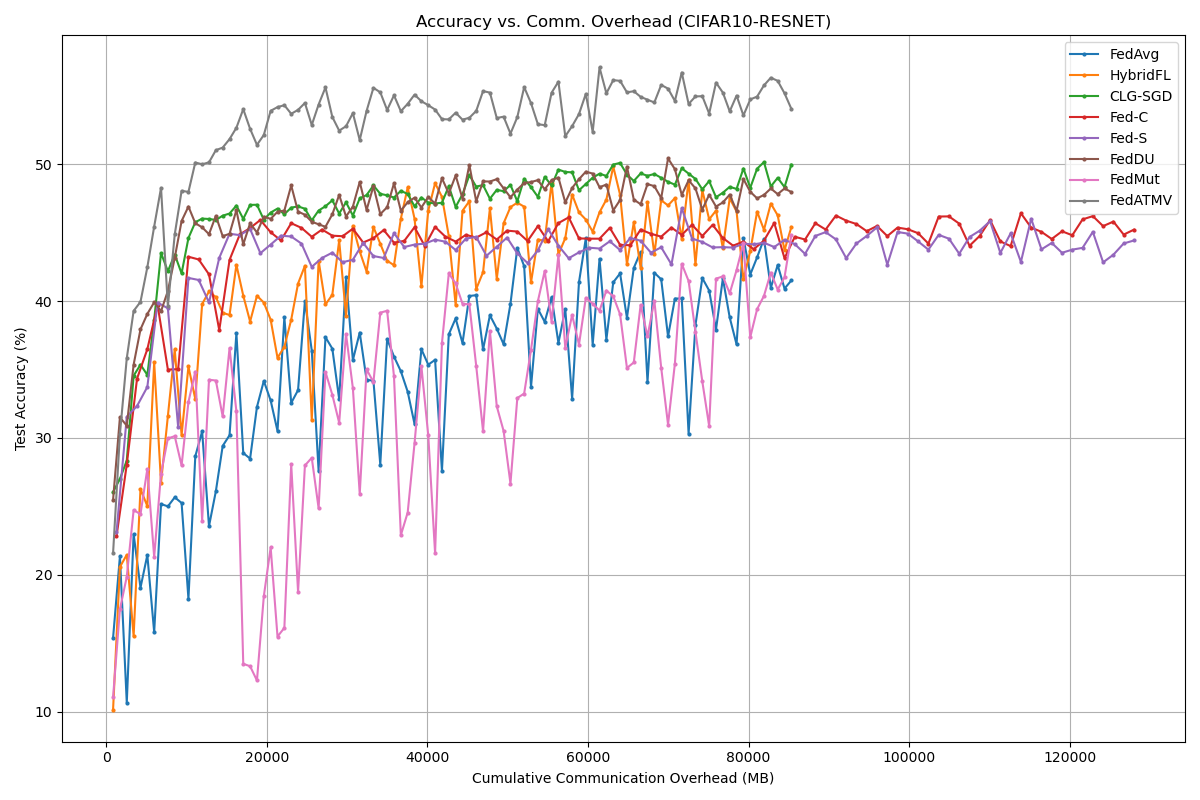 Accuracy vs. Comm. Overhead (CIFAR10-RESNET)
FedAvg
HybridFL
CLG-SGD
Fed-C
Fed-S
FedDU
FedMut
FedATMV
Test Accuracy (%)
50
40
30
20
10
0 20000 40000 60000 80000 100000 120000
Cumulative Communication Overhead (MB)